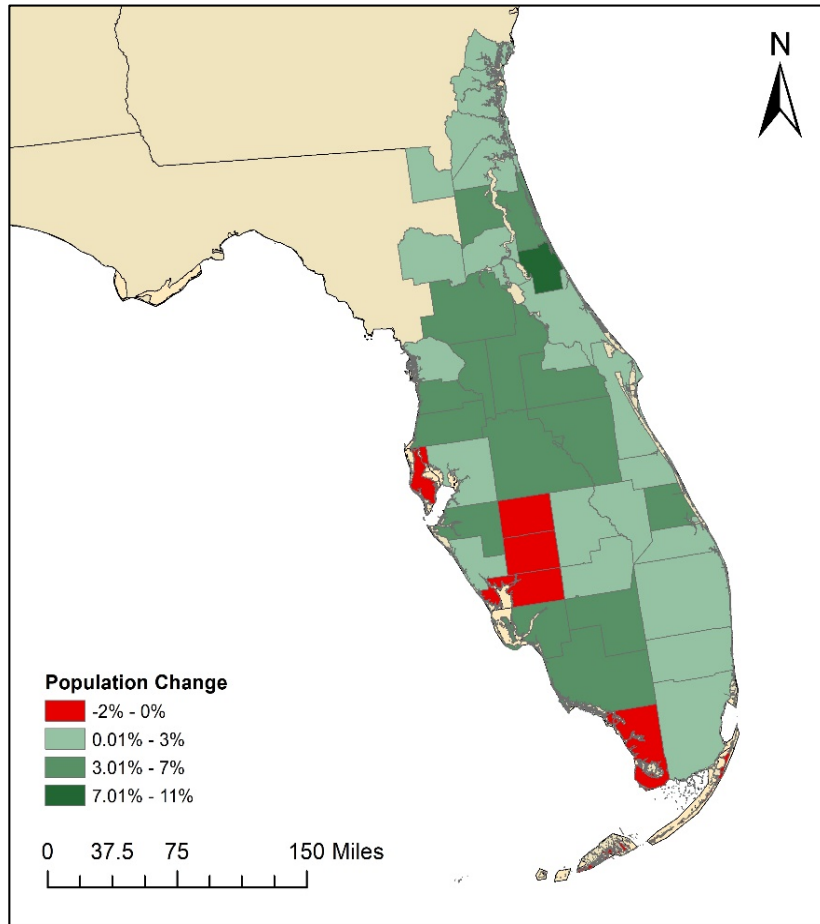 N
Population Change
-2% - 0%
0.01% - 3%
3.01% - 7%
7.01% - 11%
0 37.5 75 150 Miles